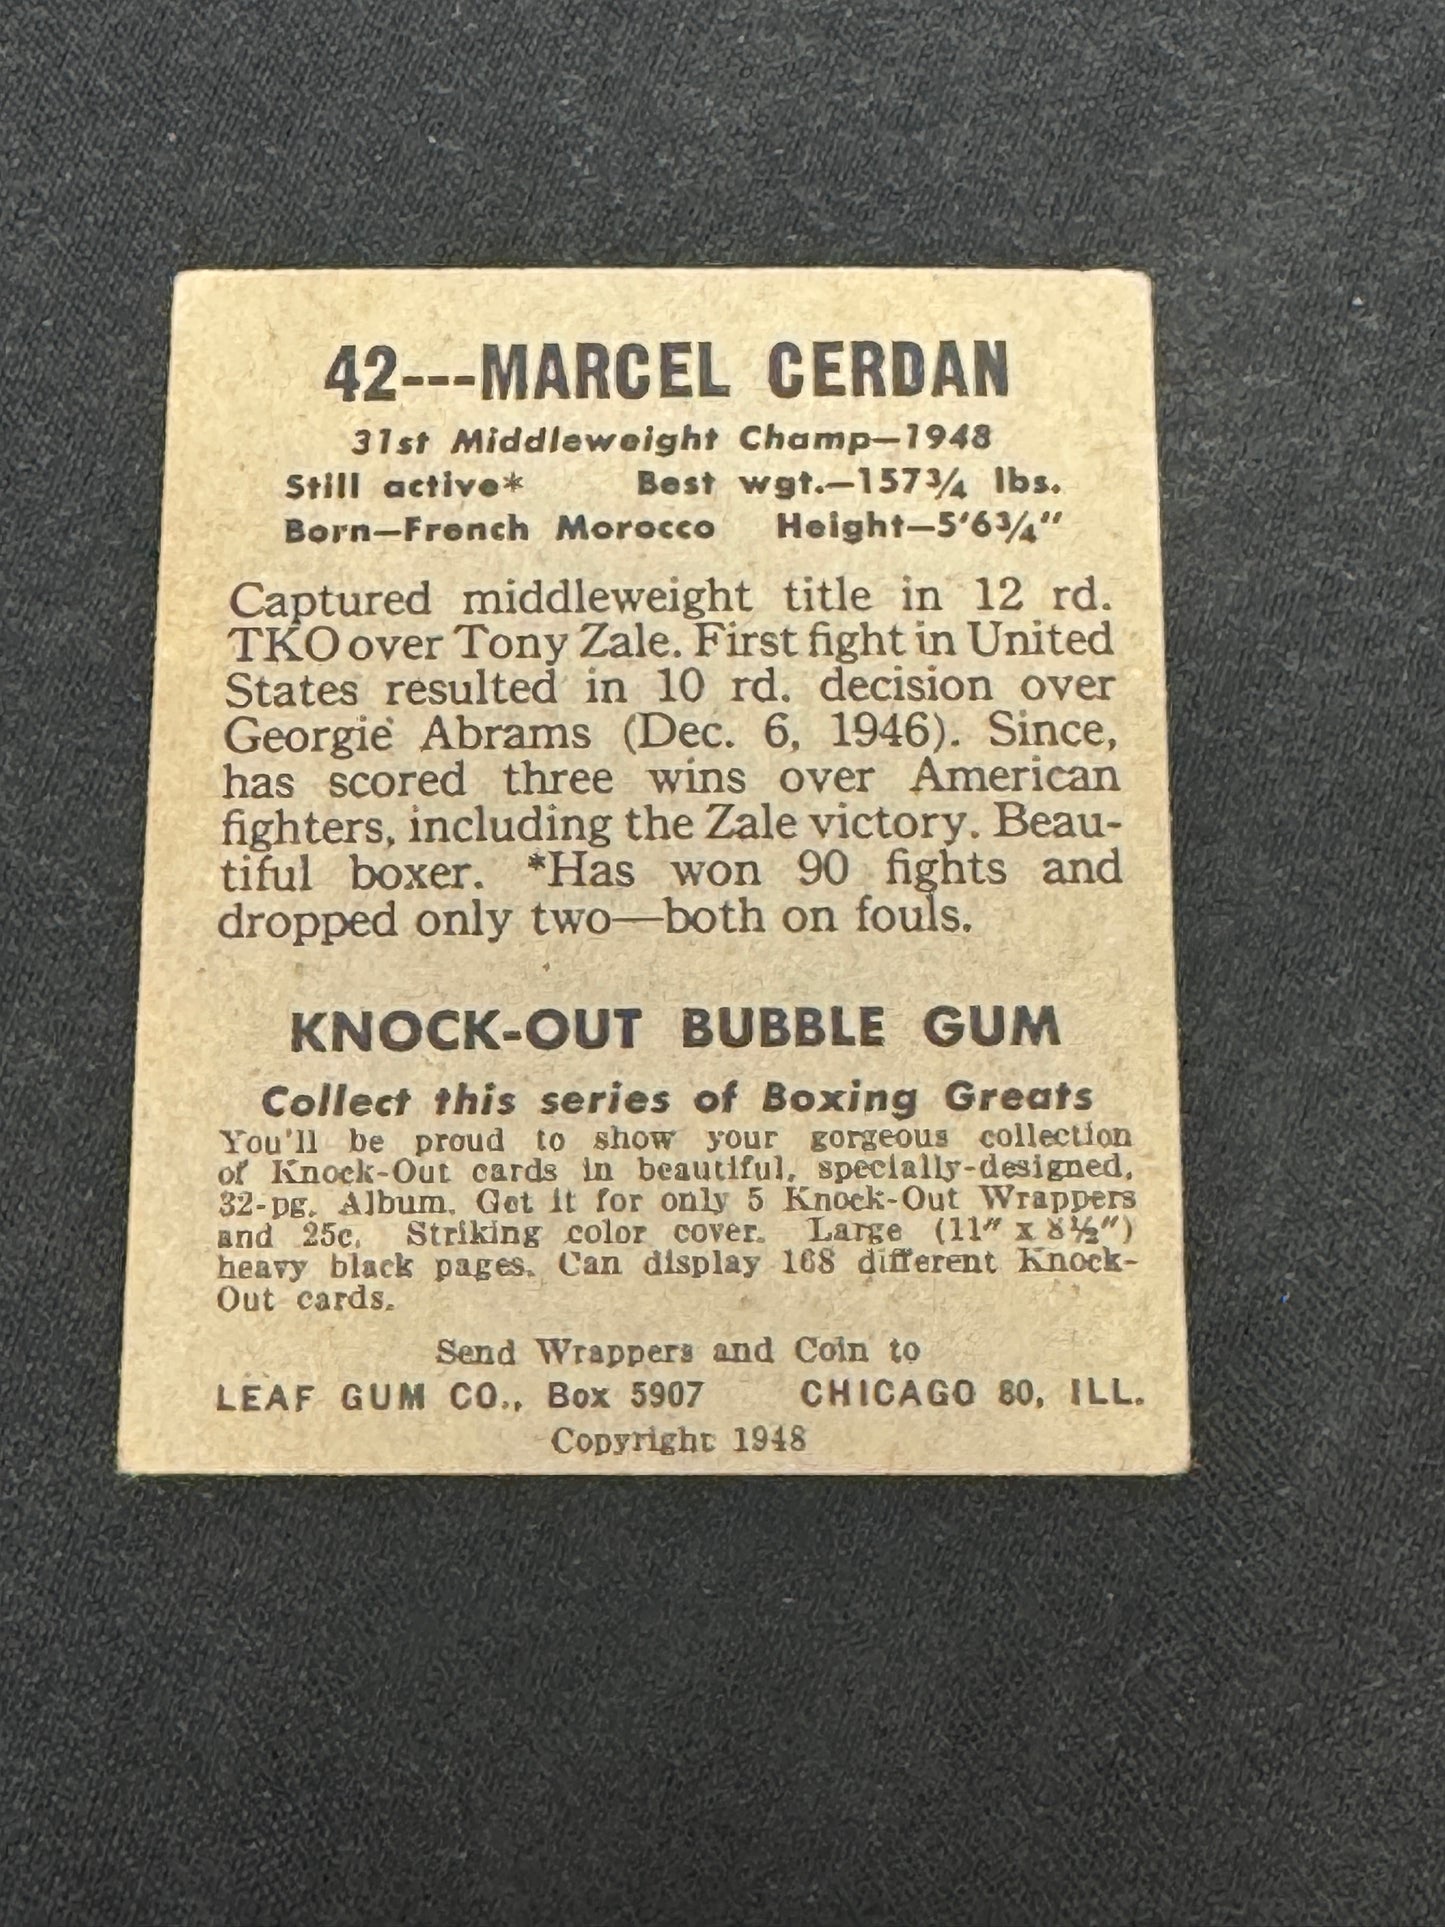 42---MARCEL CERDAN
31st Middleweight Champ—1948
Still active* Best wgt.—157¾ lbs.
Born—French Morocco Height—5'6¾"
Captured middleweight title in 12 rd.
TKO over Tony Zale. First fight in United
States resulted in 10 rd. decision over
Georgie Abrams (Dec. 6, 1946). Since,
has scored three wins over American
fighters, including the Zale victory. Beau-
tiful boxer. *Has won 90 fights and
dropped only two—both on fouls.
KNOCK-OUT BUBBLE GUM
Collect this series of Boxing Greats
You'll be proud to show your gorgeous collection
of Knock-Out cards in beautiful, specially-designed,
32-pg. Album. Get it for only 5 Knock-Out Wrappers
and 25c. Striking color cover. Large (11" x 8½")
heavy black pages. Can display 168 different Knock-
Out cards.
Send Wrappers and Coin to
LEAF GUM CO., Box 5907 CHICAGO 80, ILL.
Copyright 1948